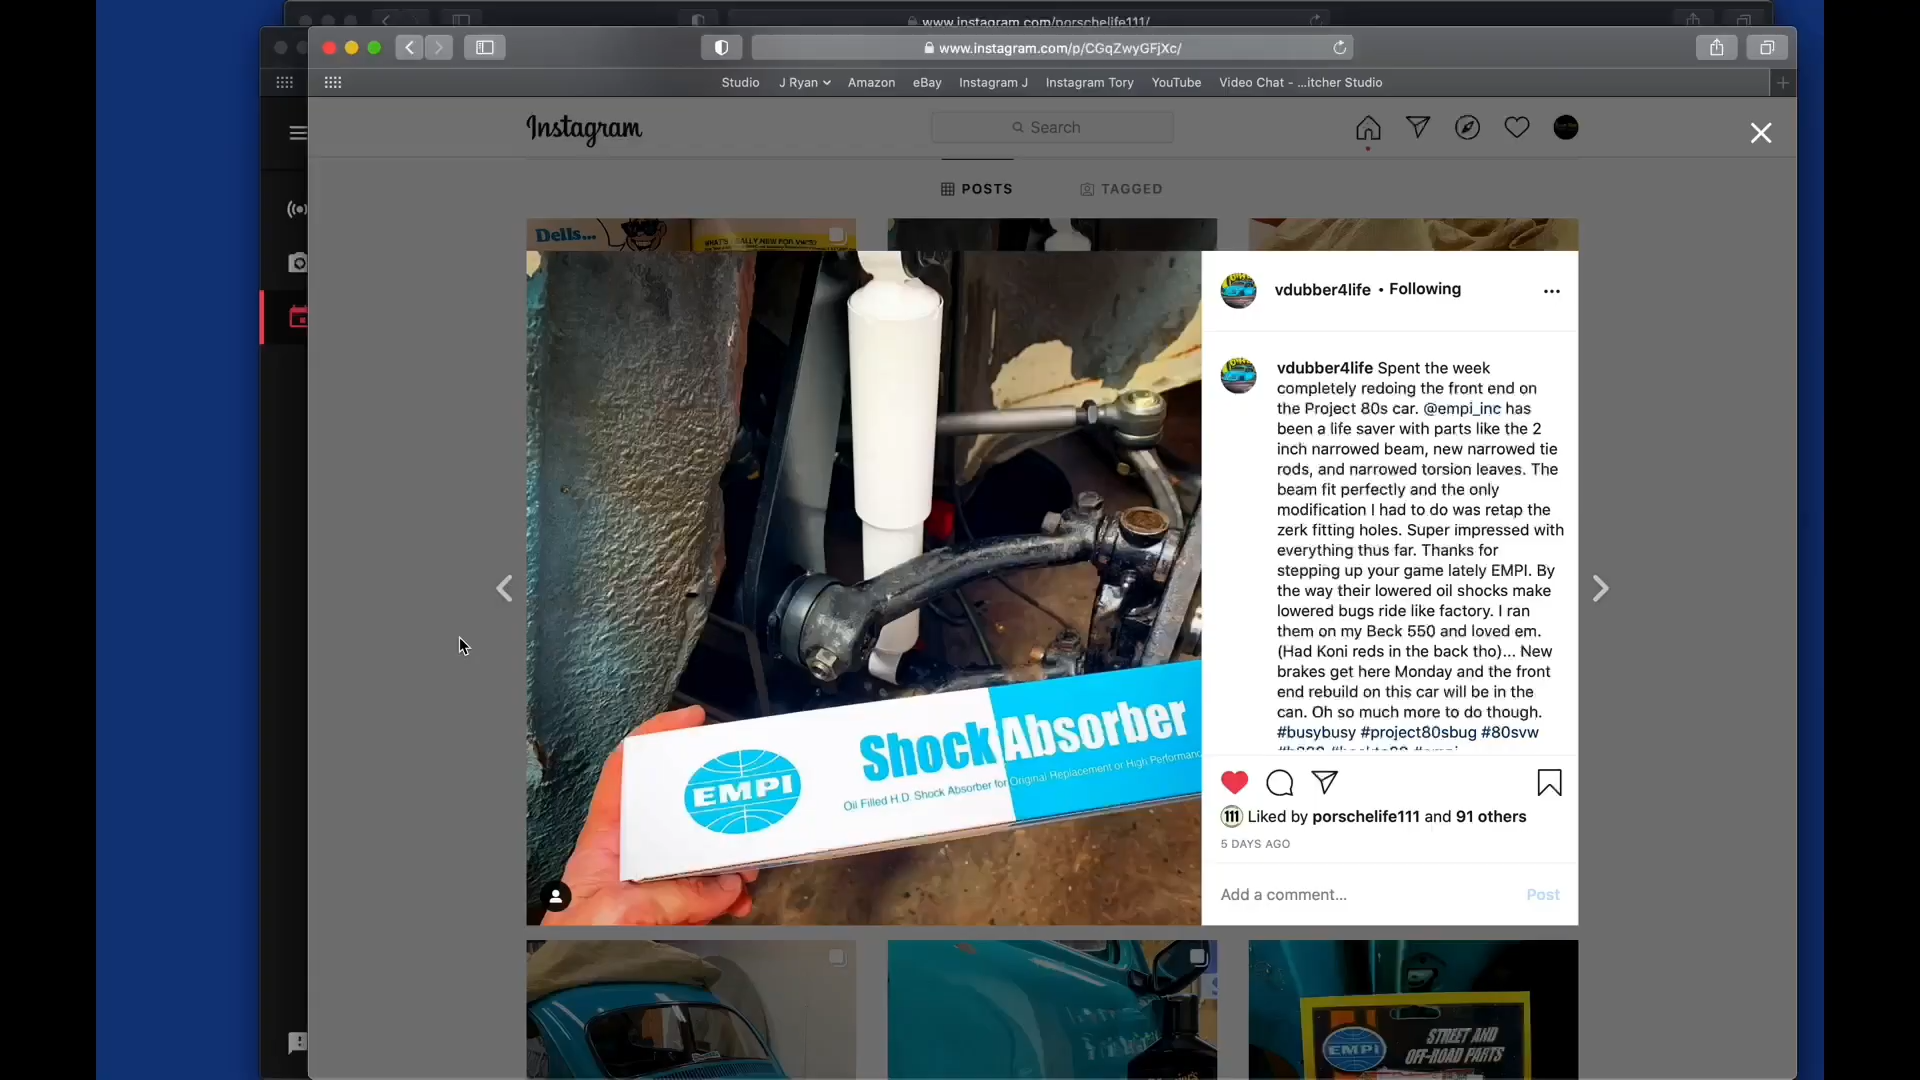 www.instagram.com/porschelife111/
www.instagram.com/p/CGqZwyGFjXc/
Studio J Ryan Amazon eBay Instagram J Instagram Tory YouTube Video Chat - ...itcher Studio
Instagram
Search
POSTS
TAGGED
Dells...
vdubber4life • Following
vdubber4life Spent the week
completely redoing the front end on
the Project 80s car. @empi_inc has
been a life saver with parts like the 2
inch narrowed beam, new narrowed tie
rods, and narrowed torsion leaves. The
beam fit perfectly and the only
modification I had to do was retap the
zerk fitting holes. Super impressed with
everything thus far. Thanks for
stepping up your game lately EMPI. By
the way their lowered oil shocks make
lowered bugs ride like factory. I ran
them on my Beck 550 and loved em.
(Had Koni reds in the back tho)... New
brakes get here Monday and the front
end rebuild on this car will be in the
can. Oh so much more to do though.
#busybusy #project80sbug #80svw
EMPI
Shock Absorber
Oil Filled H.D. Shock Absorber for Original Replacement or High Performanc
111 Liked by porschelife111 and 91 others
5 DAYS AGO
Add a comment... Post
EMPI
STREET AND
OFF-ROAD PARTS